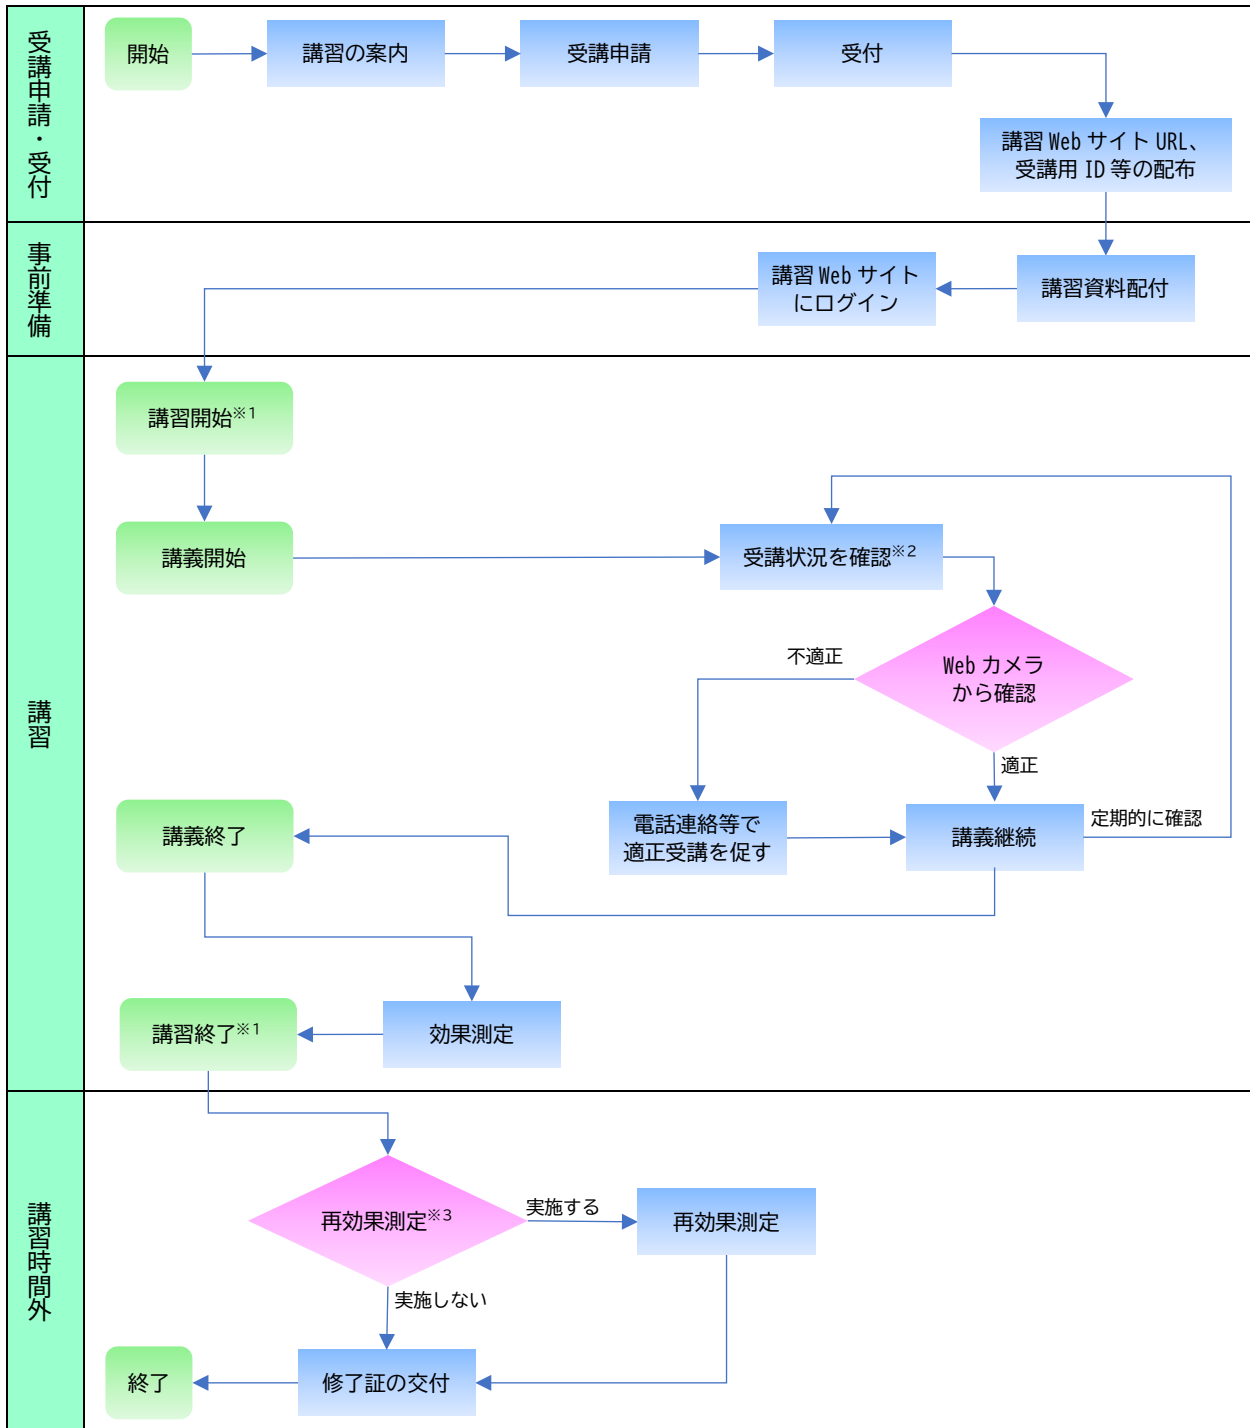 受講申請・受付
開始
講習の案内
受講申請
受付
講習 Web サイト URL、
受講用 ID 等の配布
事前準備
講習 Web サイト
にログイン
講習資料配付
講習
講習開始※1
講義開始
受講状況を確認※2
不適正
Web カメラ
から確認
適正
講義終了
電話連絡等で
適正受講を促す
講義継続
定期的に確認
講習終了※1
効果測定
講習時間外
再効果測定※3
実施する
再効果測定
実施しない
終了
修了証の交付